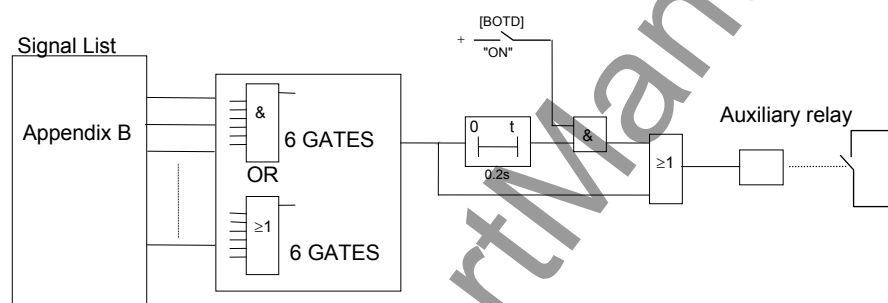 [BOTD]
+
"ON"
Signal List
Appendix B
&
6 GATES
OR
≥1
6 GATES
0 t
0.2s
&
≥1
Auxiliary relay